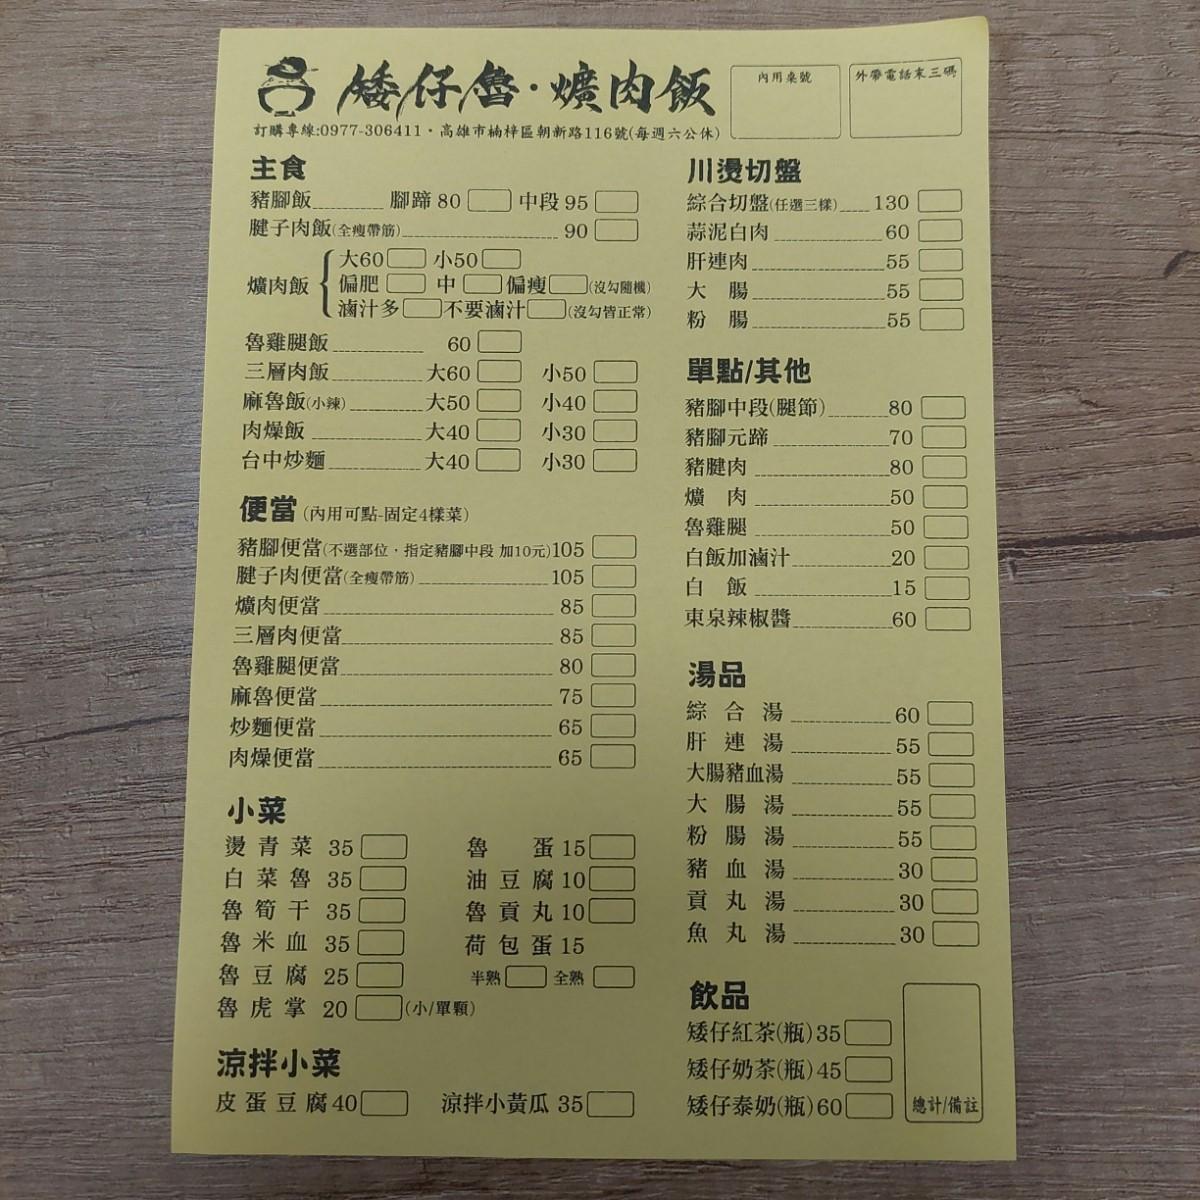 矮仔魯·爌肉飯
訂購專線:0977-306411·高雄市楠梓區朝新路116號(每週六公休)
內用桌號
外帶電話末三碼
主食
豬腳飯 腳蹄 80 中段 95
腱子肉飯(全瘦帶筋) 90
爌肉飯
大60 小50
偏肥 中 偏瘦 (沒勾隨機)
滷汁多 不要滷汁 (沒勾皆正常)
魯雞腿飯 60
三層肉飯 大60 小50
麻魯飯(小辣) 大50 小40
肉燥飯 大40 小30
台中炒麵 大40 小30
便當(內用可點-固定4樣菜)
豬腳便當(不選部位·指定豬腳中段 加10元)105
腱子肉便當(全瘦帶筋) 105
爌肉便當 85
三層肉便當 85
魯雞腿便當 80
麻魯便當 75
炒麵便當 65
肉燥便當 65
小菜
燙青菜 35
白菜魯 35
魯筍干 35
魯米血 35
魯豆腐 25
魯虎掌 20 (小/單顆)
魯蛋 15
油豆腐 10
魯貢丸 10
荷包蛋 15
半熟 全熟
涼拌小菜
皮蛋豆腐 40 涼拌小黃瓜 35
川燙切盤
綜合切盤(任選三樣) 130
蒜泥白肉 60
肝連肉 55
大腸 55
粉腸 55
單點/其他
豬腳中段(腿節) 80
豬腳元蹄 70
豬腱肉 80
爌肉 50
魯雞腿 50
白飯加滷汁 20
白飯 15
東泉辣椒醬 60
湯品
綜合湯 60
肝連湯 55
大腸豬血湯 55
大腸湯 55
粉腸湯 55
豬血湯 30
貢丸湯 30
魚丸湯 30
飲品
矮仔紅茶(瓶)35
矮仔奶茶(瓶)45
矮仔泰奶(瓶)60
總計/備註